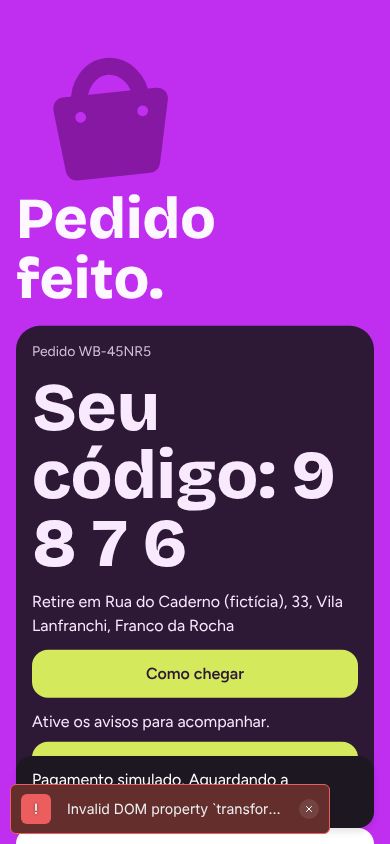 Pedido
feito.
Pedido WB-45NR5
Seu
código: 9
8 7 6
Retire em Rua do Caderno (fictícia), 33, Vila
Lanfranchi, Franco da Rocha
Como chegar
Ative os avisos para acompanhar.
Pagamento simulado. Aguardando a
! Invalid DOM property `transfor... ×